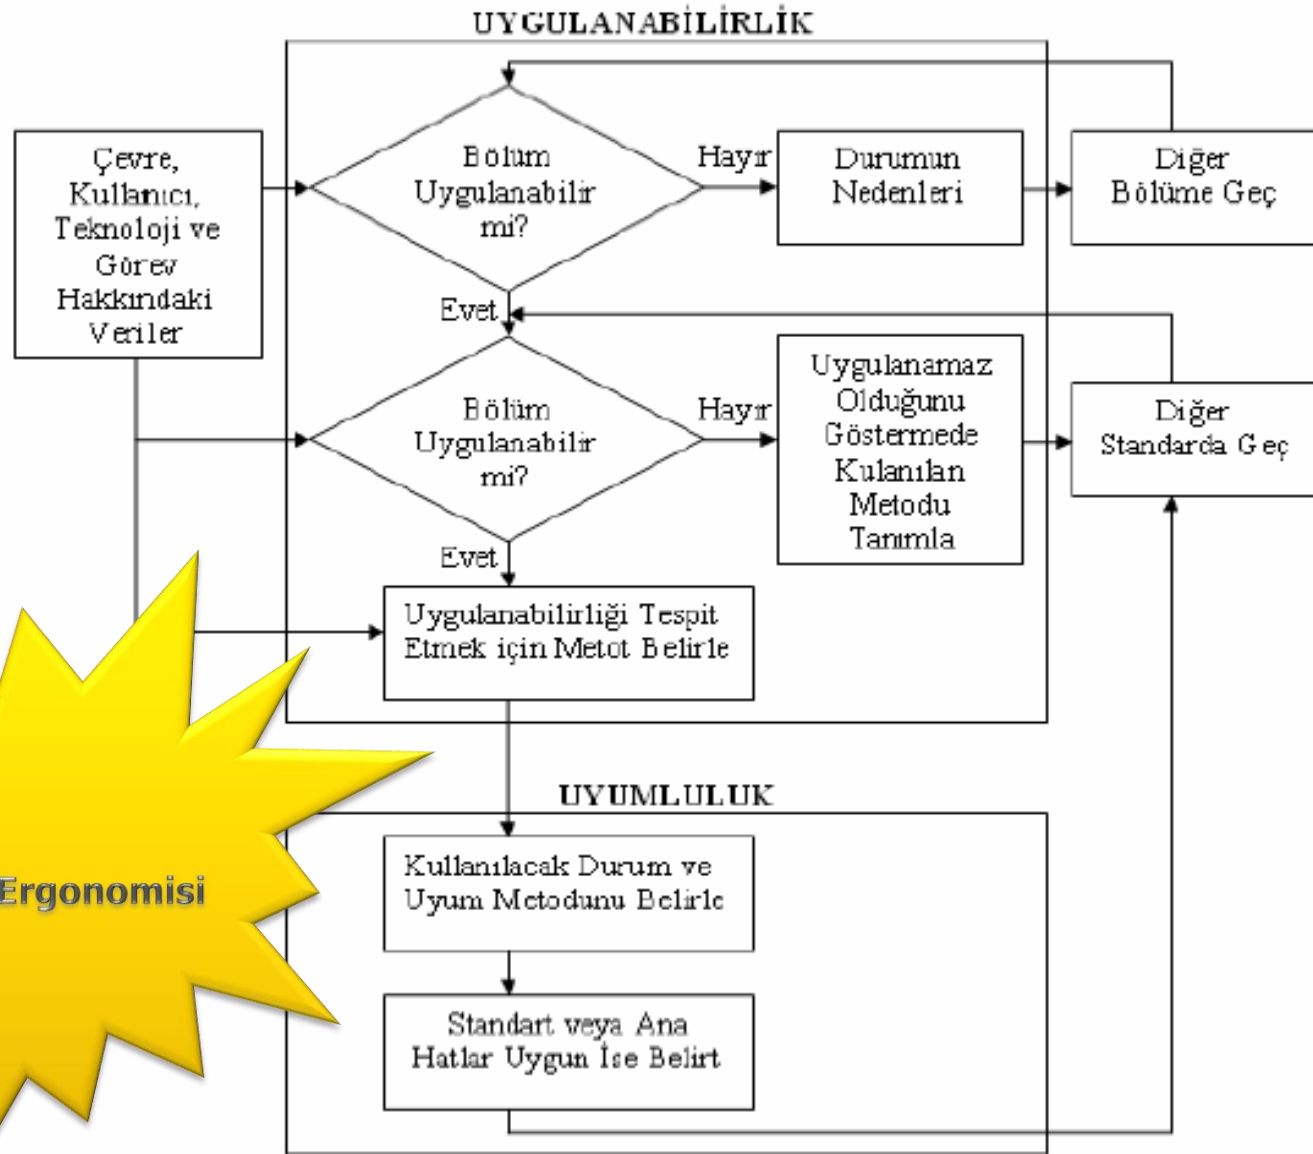 UYGULANABİLİRLİK
Çevre,
Kullanıcı,
Teknoloji ve
Görev
Hakkındaki
Veriler
Bölüm
Uygulanabilir
mi?
Hayır
Durumun
Nedenleri
Diğer
Bölüme Geç
Evet
Bölüm
Uygulanabilir
mi?
Hayır
Uygulanamaz
Olduğunu
Göstermede
Kulanılan
Metodu
Tanımla
Diğer
Standarda Geç
Evet
Uygulanabilirliği Tespit
Etmek için Metot Belirle
UYUMLULUK
Kullanılacak Durum ve
Uyum Metodunu Belirle
Ergonomisi
Standart veya Ana
Hatlar Uygun İse Belirt